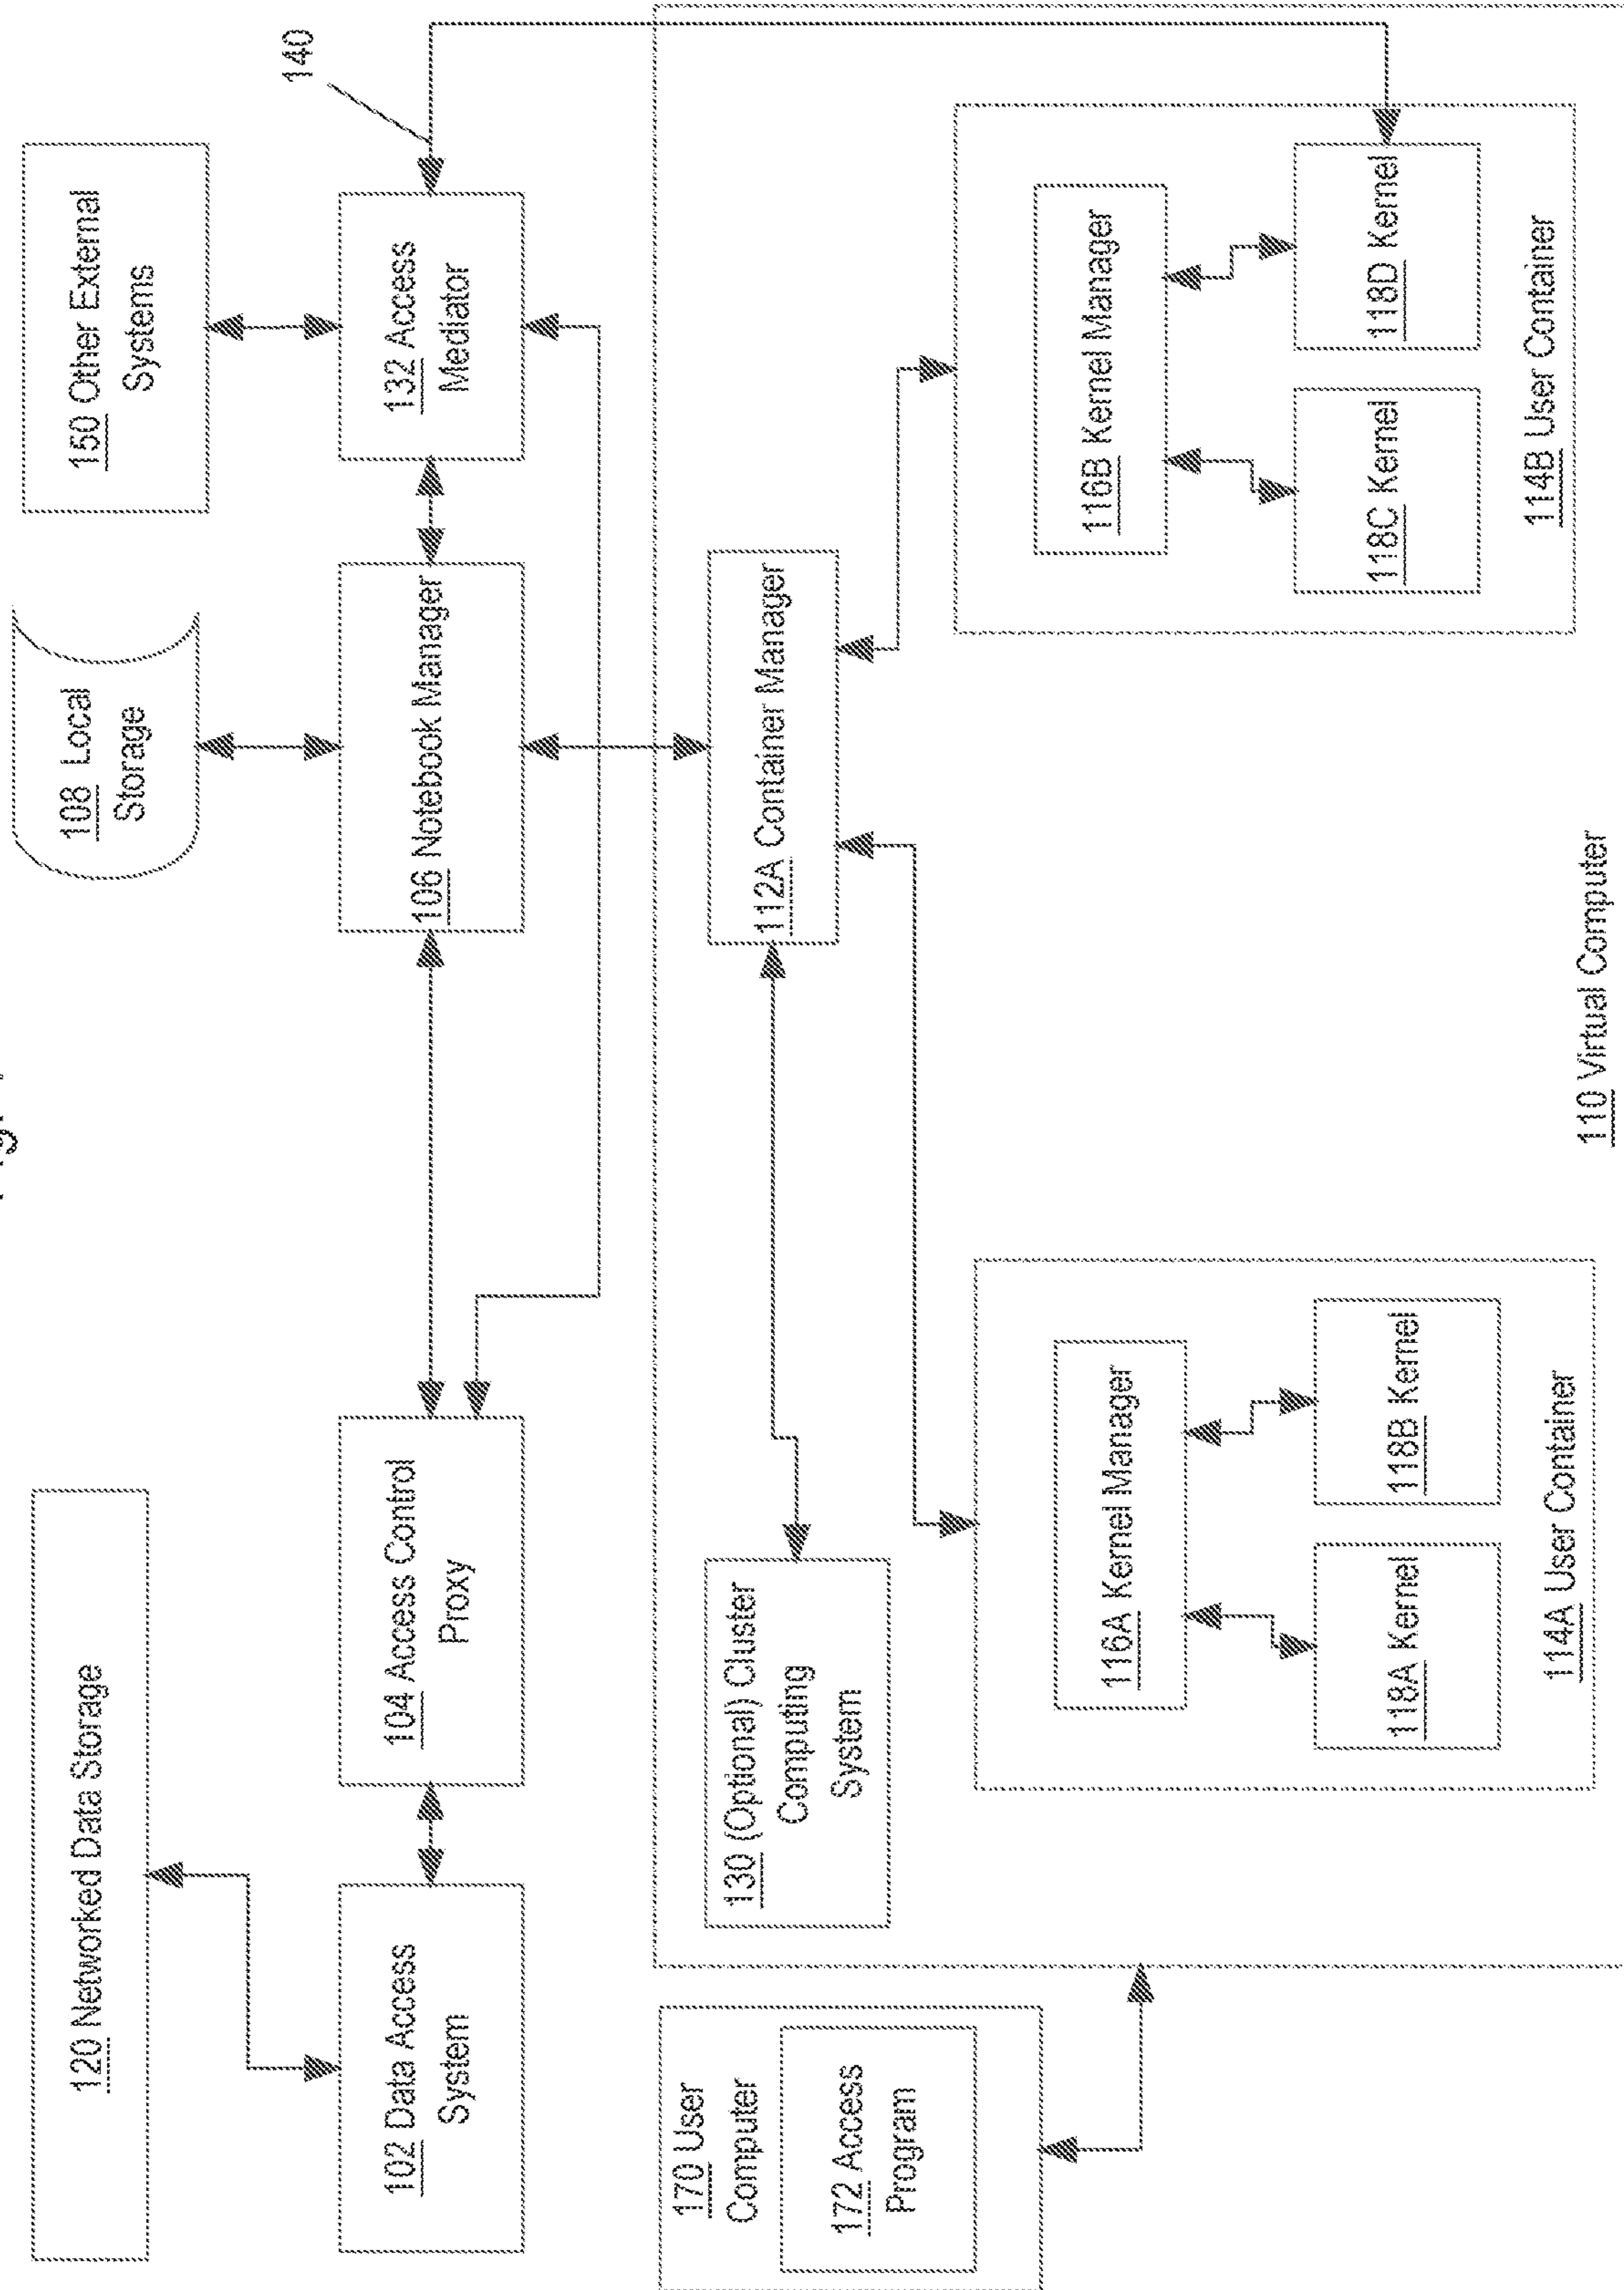 120 Networked Data Storage
108 Local
Storage
150 Other External
Systems
140
102 Data Access
System
104 Access Control
Proxy
106 Notebook Manager
132 Access
Mediator
170 User
Computer
172 Access
Program
130 (Optional) Cluster
Computing
System
112A Container Manager
116A Kernel Manager
118A Kernel
118B Kernel
114A User Container
116B Kernel Manager
118C Kernel
118D Kernel
114B User Container
110 Virtual Computer